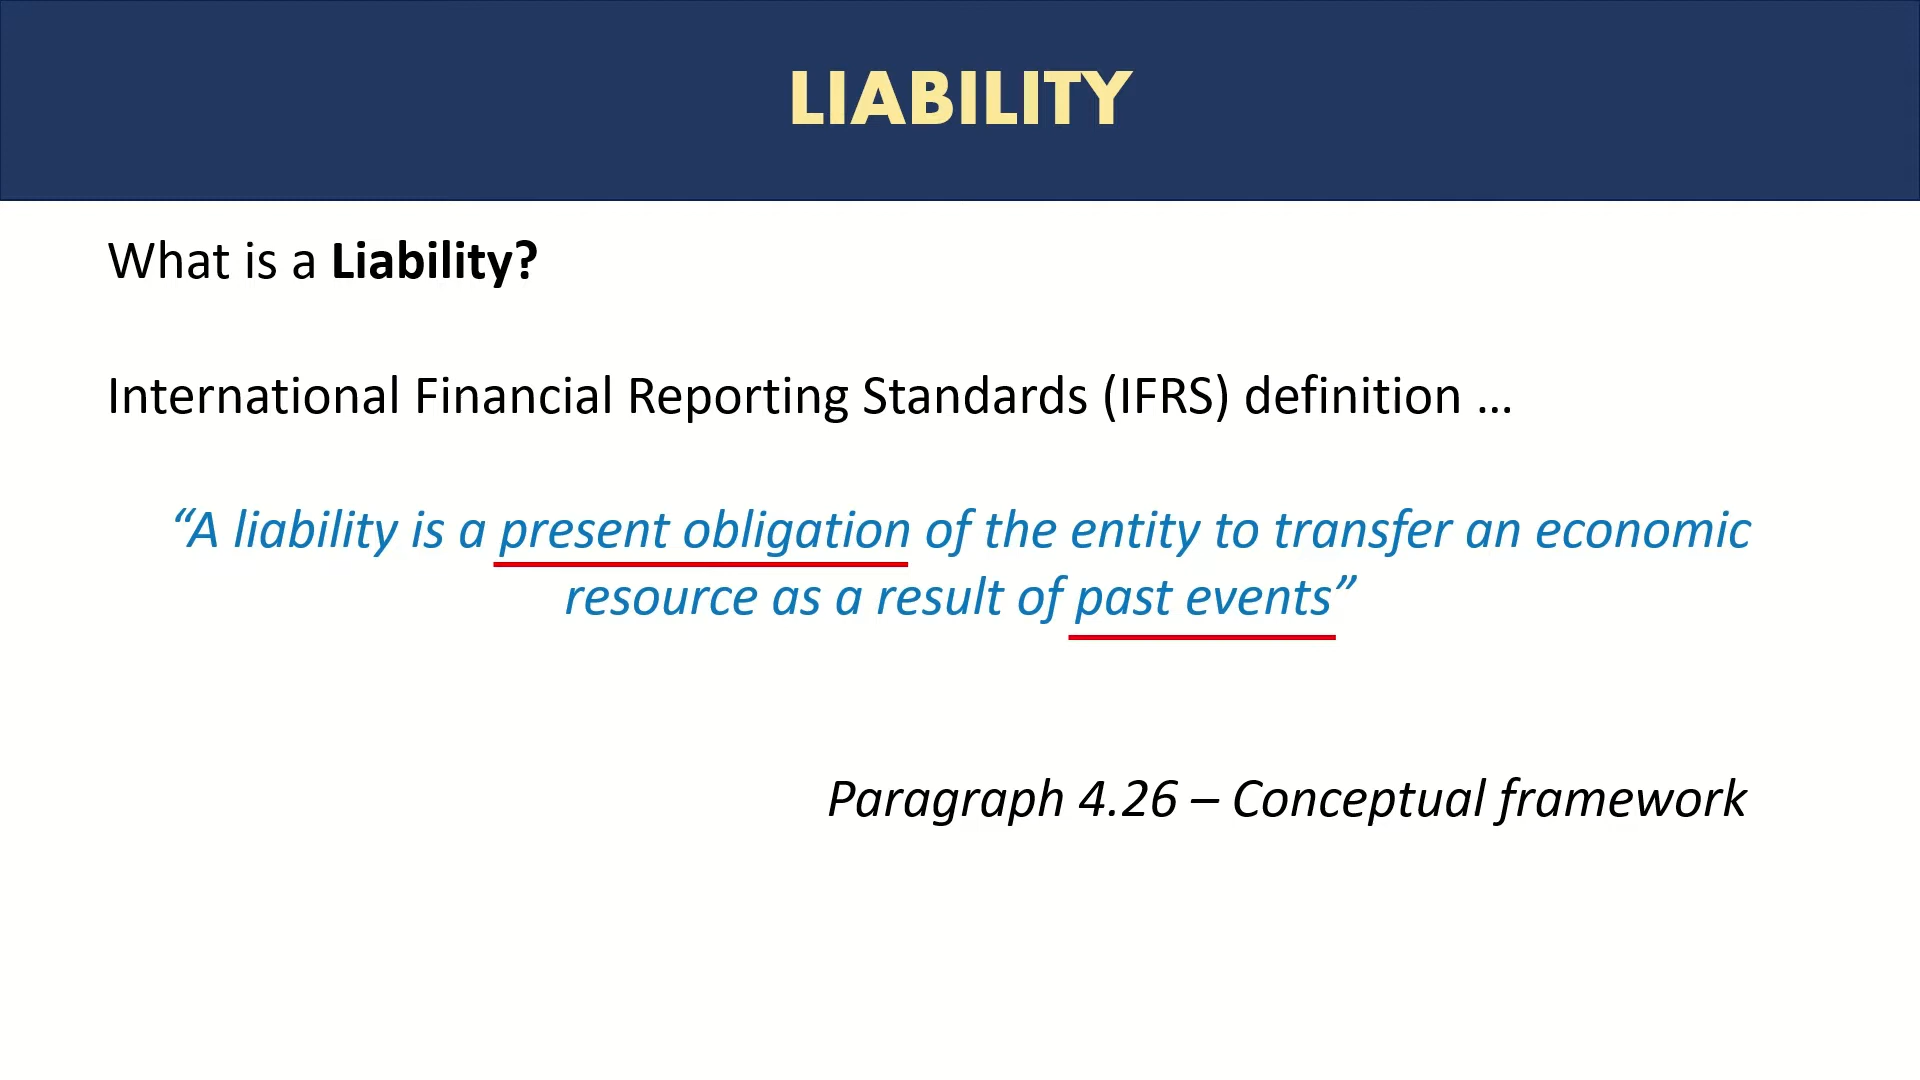 LIABILITY
What is a Liability?
International Financial Reporting Standards (IFRS) definition ...
“A liability is a present obligation of the entity to transfer an economic
resource as a result of past events”
Paragraph 4.26 – Conceptual framework